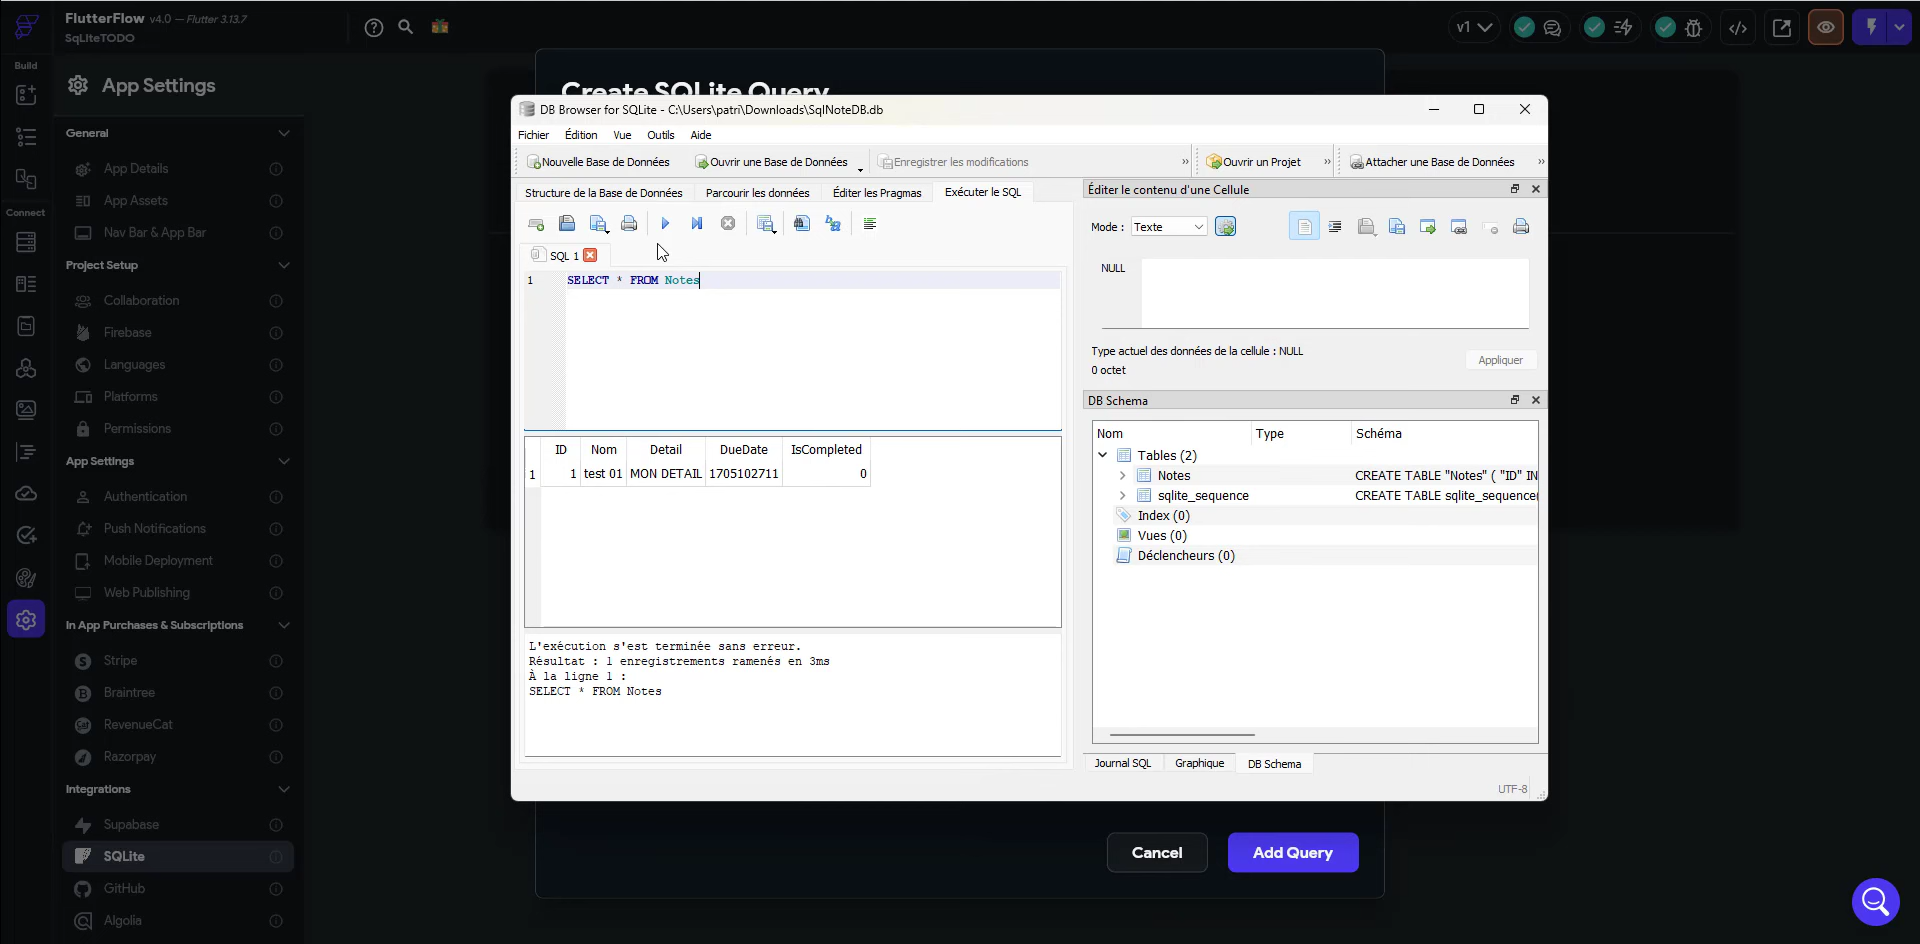 FlutterFlow v4.0 — Flutter 3.13.7
SqLiteTODO
v1
Build
Connect
App Settings
General
App Details
App Assets
Nav Bar & App Bar
Project Setup
Collaboration
Firebase
Languages
Platforms
Permissions
App Settings
Authentication
Push Notifications
Mobile Deployment
Web Publishing
In App Purchases & Subscriptions
Stripe
Braintree
RevenueCat
Razorpay
Integrations
Supabase
SQLite
GitHub
Algolia
Create SQLite Query
DB Browser for SQLite - C:\Users\patri\Downloads\SqlNoteDB.db
Fichier Édition Vue Outils Aide
Nouvelle Base de Données Ouvrir une Base de Données Enregistrer les modifications » Ouvrir un Projet » Attacher une Base de Données »
Structure de la Base de Données Parcourir les données Éditer les Pragmas Exécuter le SQL
SQL 1
1 SELECT * FROM Notes
ID Nom Detail DueDate IsCompleted
1 1 test 01 MON DETAIL 1705102711 0
L'exécution s'est terminée sans erreur.
Résultat : 1 enregistrements ramenés en 3ms
À la ligne 1 :
SELECT * FROM Notes
Éditer le contenu d'une Cellule
Mode : Texte
NULL
Type actuel des données de la cellule : NULL
0 octet
Appliquer
DB Schema
Nom Type Schéma
Tables (2)
Notes CREATE TABLE "Notes" ( "ID" IN
sqlite_sequence CREATE TABLE sqlite_sequence(
Index (0)
Vues (0)
Déclencheurs (0)
Journal SQL Graphique DB Schema
UTF-8
Cancel Add Query